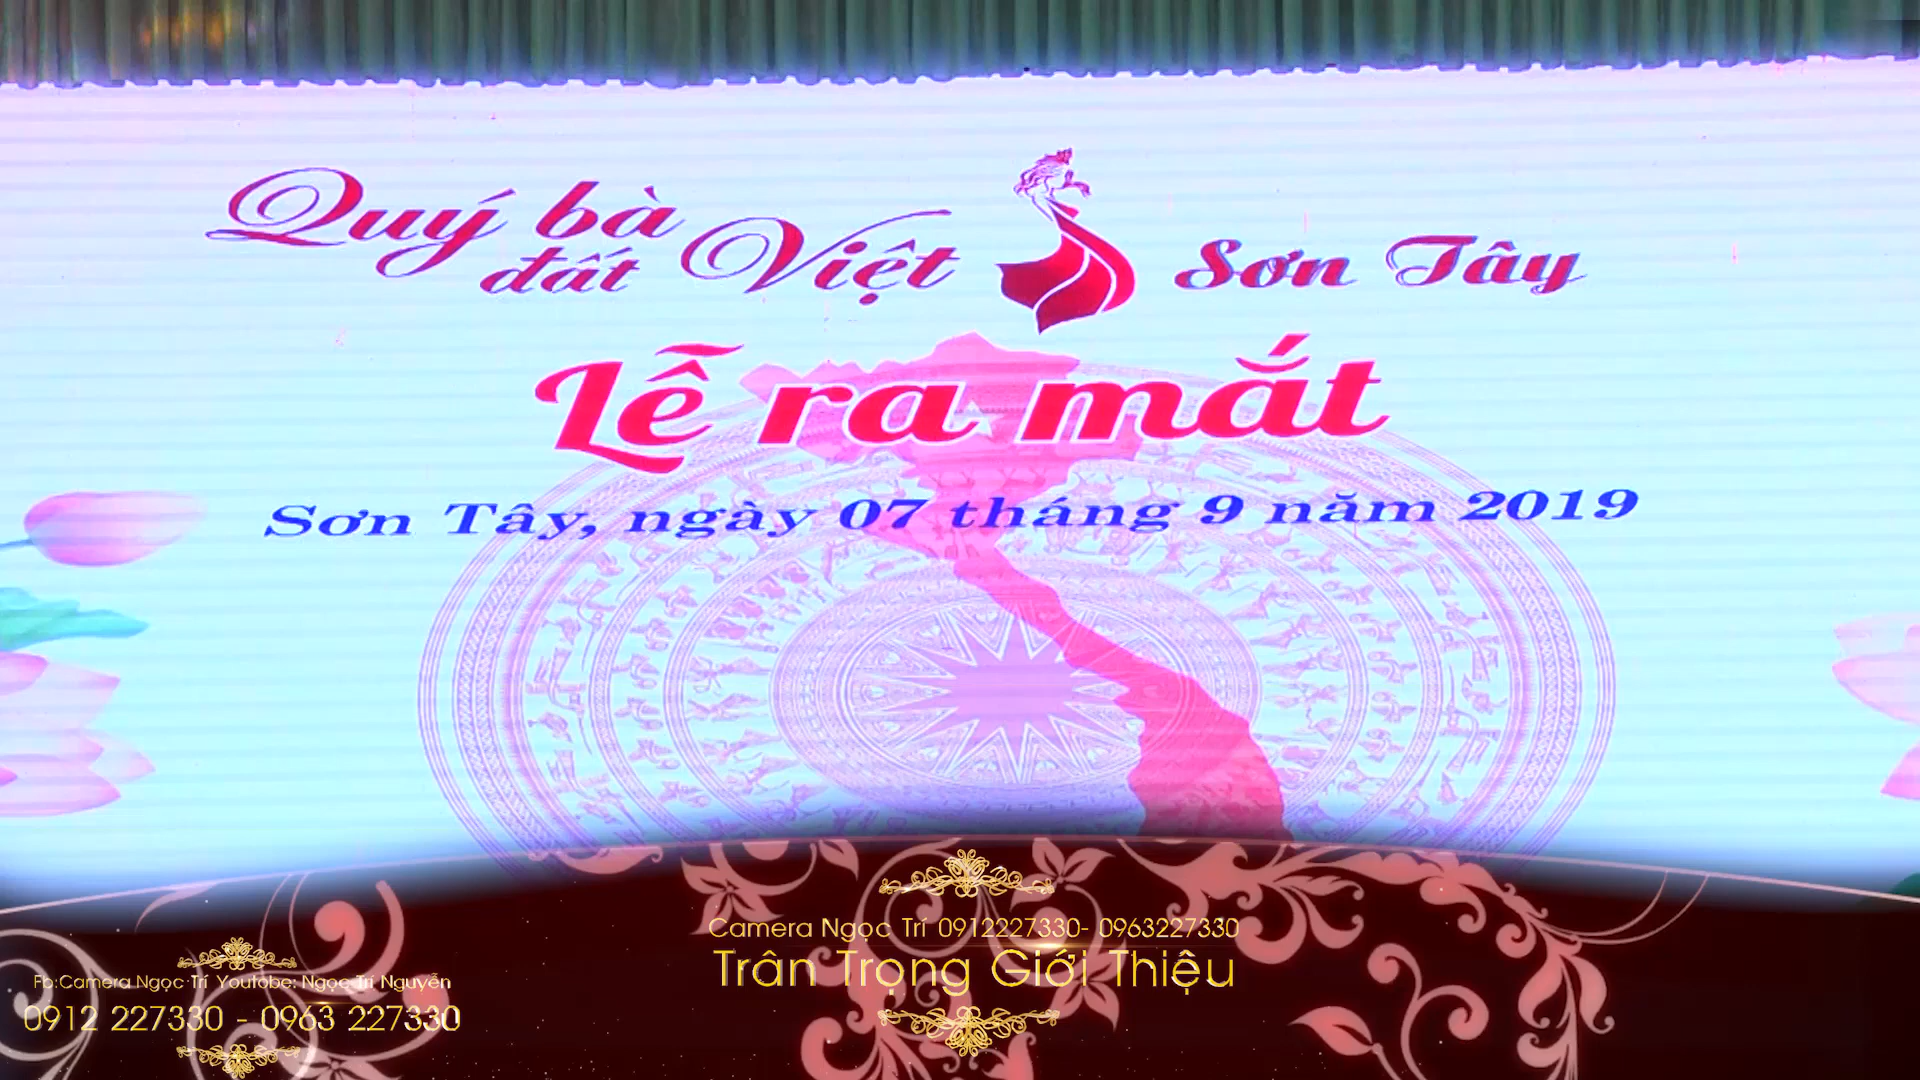 Quý bà
đất Việt
Sơn Tây
Lễ ra mắt
Sơn Tây, ngày 07 tháng 9 năm 2019
Camera Ngọc Trí 0912227330- 0963227330
Trân Trọng Giới Thiệu
Fb:Camera Ngọc Trí Youtobe: Ngọc Trí Nguyễn
0912 227330 - 0963 227330